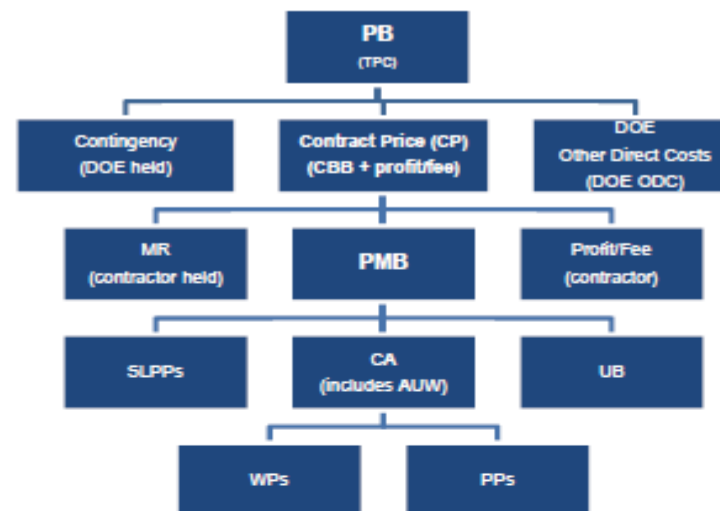 PB
(TPC)
Contingency
(DOE held)
Contract Price (CP)
(CBB + profit/fee)
DOE
Other Direct Costs
(DOE ODC)
MR
(contractor held)
PMB
Profit/Fee
(contractor)
SLPPs
CA
(includes AUW)
UB
WPs
PPs